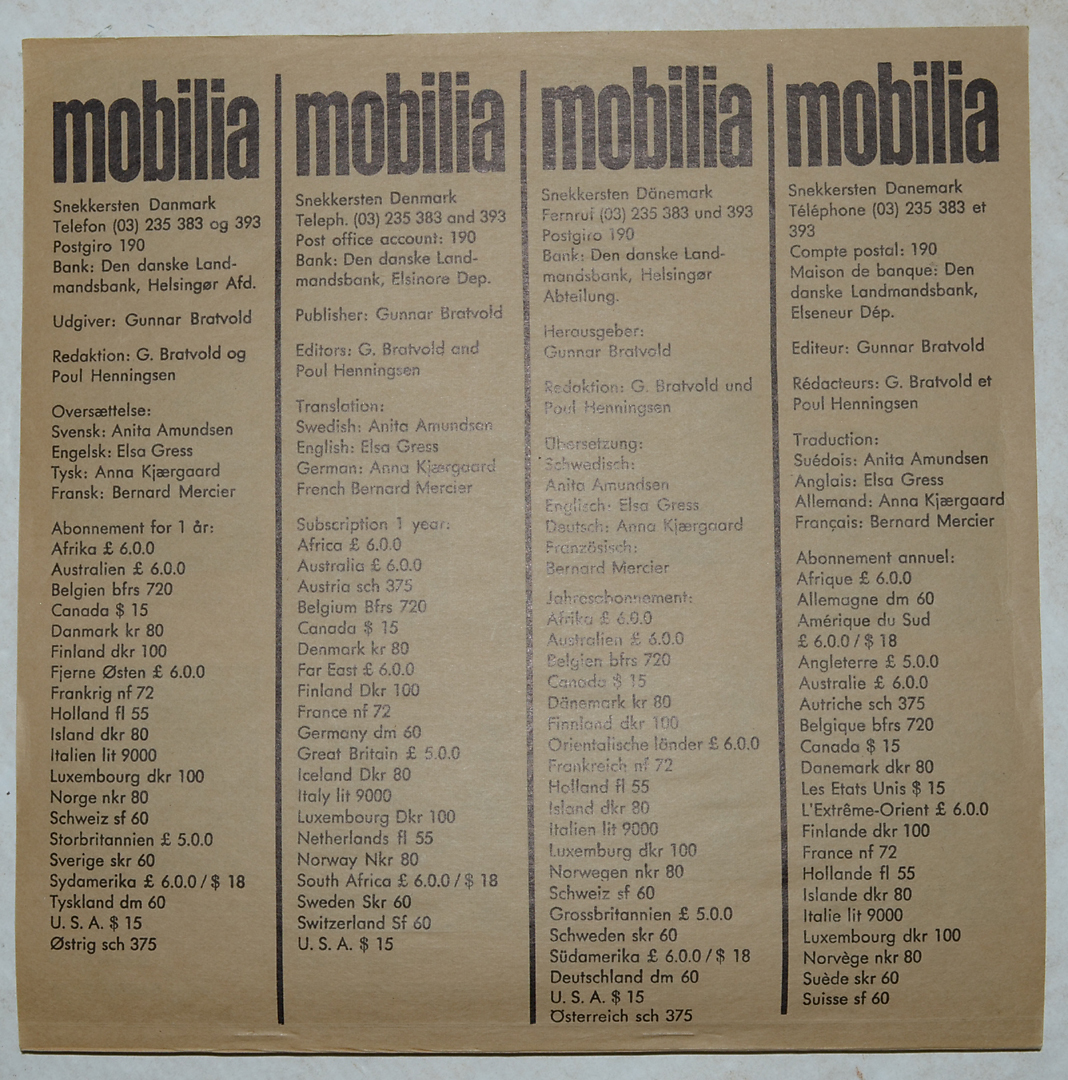 mobilia
Snekkersten Danmark
Telefon (03) 235 383 og 393
Postgiro 190
Bank: Den danske Land-
mandsbank, Helsingør Afd.
Udgiver: Gunnar Bratvold
Redaktion: G. Bratvold og
Poul Henningsen
Oversættelse:
Svensk: Anita Amundsen
Engelsk: Elsa Gress
Tysk: Anna Kjærgaard
Fransk: Bernard Mercier
Abonnement for 1 år:
Afrika £ 6.0.0
Australien £ 6.0.0
Belgien bfrs 720
Canada $ 15
Danmark kr 80
Finland dkr 100
Fjerne Østen £ 6.0.0
Frankrig nf 72
Holland fl 55
Island dkr 80
Italien lit 9000
Luxembourg dkr 100
Norge nkr 80
Schweiz sf 60
Storbritannien £ 5.0.0
Sverige skr 60
Sydamerika £ 6.0.0 / $ 18
Tyskland dm 60
U. S. A. $ 15
Østrig sch 375
mobilia
Snekkersten Denmark
Teleph. (03) 235 383 and 393
Post office account: 190
Bank: Den danske Land-
mandsbank, Elsinore Dep.
Publisher: Gunnar Bratvold
Editors: G. Bratvold and
Poul Henningsen
Translation:
Swedish: Anita Amundsen
English: Elsa Gress
German: Anna Kjærgaard
French Bernard Mercier
Subscription 1 year:
Africa £ 6.0.0
Australia £ 6.0.0
Austria sch 375
Belgium Bfrs 720
Canada $ 15
Denmark kr 80
Far East £ 6.0.0
Finland Dkr 100
France nf 72
Germany dm 60
Great Britain £ 5.0.0
Iceland Dkr 80
Italy lit 9000
Luxembourg Dkr 100
Netherlands fl 55
Norway Nkr 80
South Africa £ 6.0.0 / $ 18
Sweden Skr 60
Switzerland Sf 60
U. S. A. $ 15
mobilia
Snekkersten Dänemark
Fernruf (03) 235 383 und 393
Postgiro 190
Bank: Den danske Land-
mandsbank, Helsingør
Abteilung.
Herausgeber:
Gunnar Bratvold
Redaktion: G. Bratvold und
Poul Henningsen
Übersetzung:
Schwedisch:
Anita Amundsen
Englisch: Elsa Gress
Deutsch: Anna Kjærgaard
Französisch:
Bernard Mercier
Jahresabonnement:
Afrika £ 6.0.0
Australien £ 6.0.0
Belgien bfrs 720
Canada $ 15
Dänemark kr 80
Finnland dkr 100
Orientalische länder £ 6.0.0
Frankreich nf 72
Holland fl 55
Island dkr 80
Italien lit 9000
Luxemburg dkr 100
Norwegen nkr 80
Schweiz sf 60
Grossbritannien £ 5.0.0
Schweden skr 60
Südamerika £ 6.0.0 / $ 18
Deutschland dm 60
U. S. A. $ 15
Österreich sch 375
mobilia
Snekkersten Danemark
Téléphone (03) 235 383 et
393
Compte postal: 190
Maison de banque: Den
danske Landmandsbank,
Elseneur Dép.
Editeur: Gunnar Bratvold
Rédacteurs: G. Bratvold et
Poul Henningsen
Traduction:
Suédois: Anita Amundsen
Anglais: Elsa Gress
Allemand: Anna Kjærgaard
Français: Bernard Mercier
Abonnement annuel:
Afrique £ 6.0.0
Allemagne dm 60
Amérique du Sud
£ 6.0.0 / $ 18
Angleterre £ 5.0.0
Australie £ 6.0.0
Autriche sch 375
Belgique bfrs 720
Canada $ 15
Danemark dkr 80
Les Etats Unis $ 15
L'Extrême-Orient £ 6.0.0
Finlande dkr 100
France nf 72
Hollande fl 55
Islande dkr 80
Italie lit 9000
Luxembourg dkr 100
Norvège nkr 80
Suède skr 60
Suisse sf 60